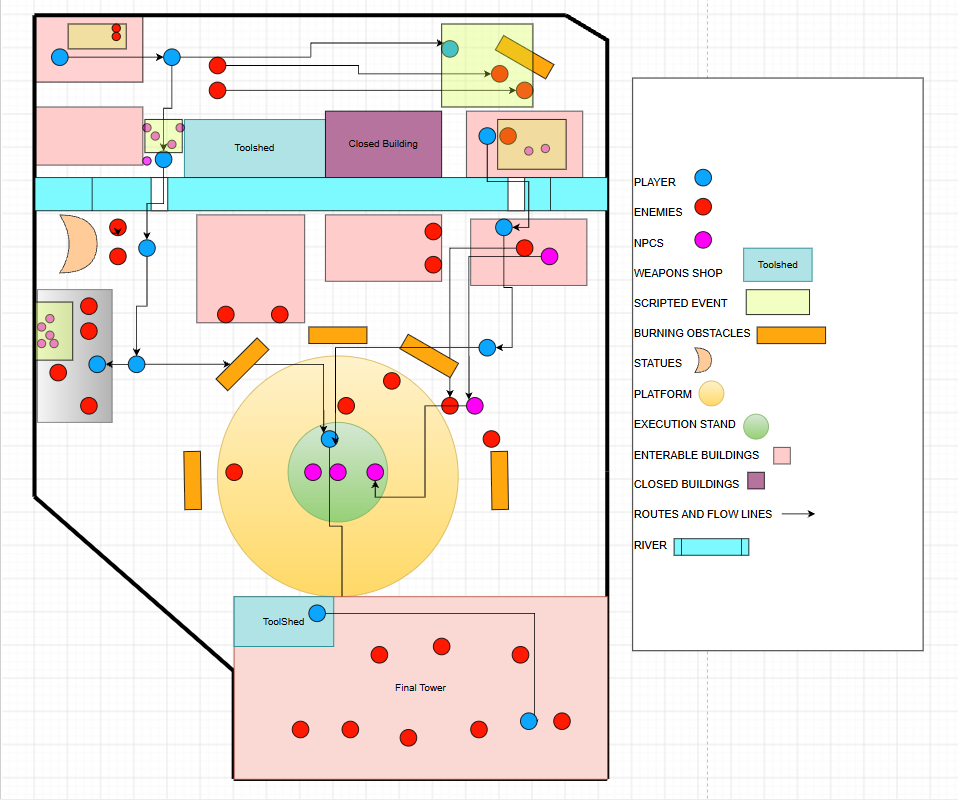 Toolshed
Closed Building
ToolShed
Final Tower
PLAYER
ENEMIES
NPCS
WEAPONS SHOP
Toolshed
SCRIPTED EVENT
BURNING OBSTACLES
STATUES
PLATFORM
EXECUTION STAND
ENTERABLE BUILDINGS
CLOSED BUILDINGS
ROUTES AND FLOW LINES
RIVER